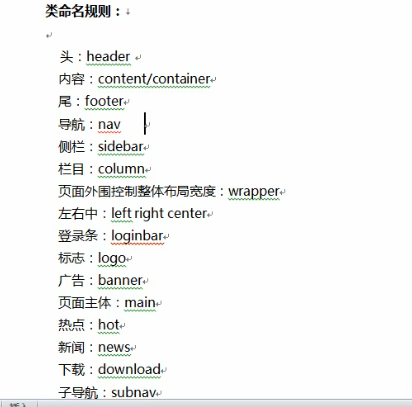 类命名规则：
头：header
内容：content/container
尾：footer
导航：nav
侧栏：sidebar
栏目：column
页面外围控制整体布局宽度：wrapper
左右中：left right center
登录条：loginbar
标志：logo
广告：banner
页面主体：main
热点：hot
新闻：news
下载：download
子导航：subnav
插入